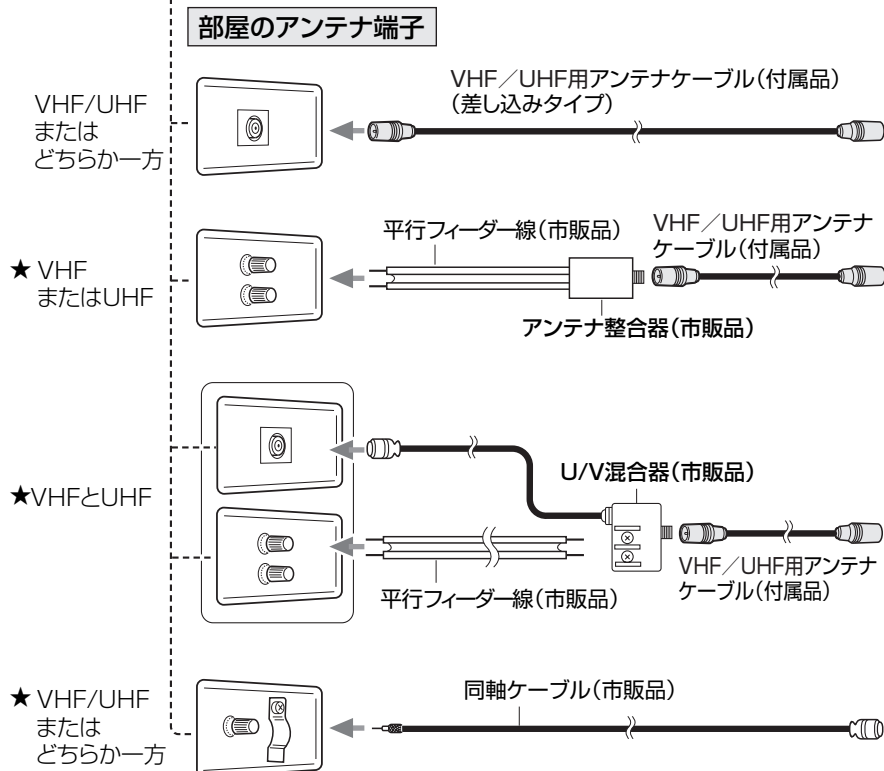 部屋のアンテナ端子
VHF/UHF
または
どちらか一方
VHF／UHF用アンテナケーブル（付属品）
（差し込みタイプ）
★ VHF
またはUHF
平行フィーダー線（市販品）
VHF／UHF用アンテナ
ケーブル（付属品）
アンテナ整合器（市販品）
★VHFとUHF
U/V混合器（市販品）
平行フィーダー線（市販品）
VHF／UHF用アンテナ
ケーブル（付属品）
★ VHF/UHF
または
どちらか一方
同軸ケーブル（市販品）